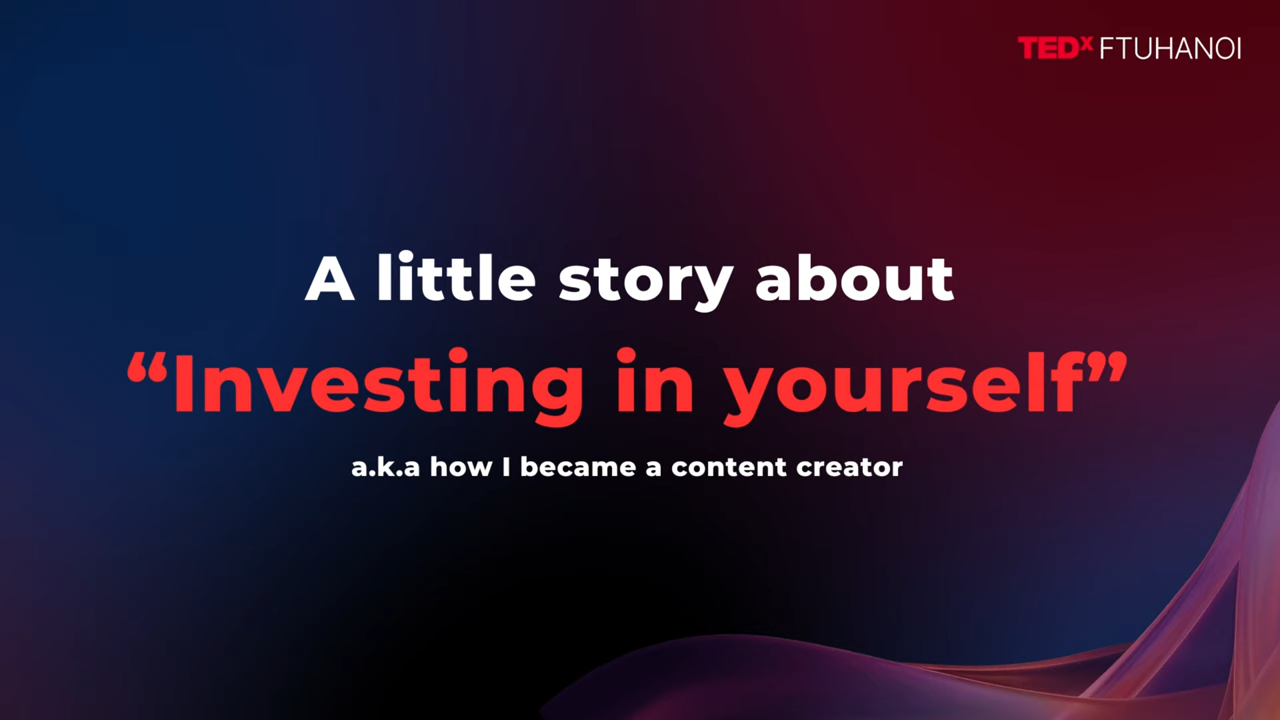 TEDx FTUHANOI
A little story about
“Investing in yourself”
a.k.a how I became a content creator